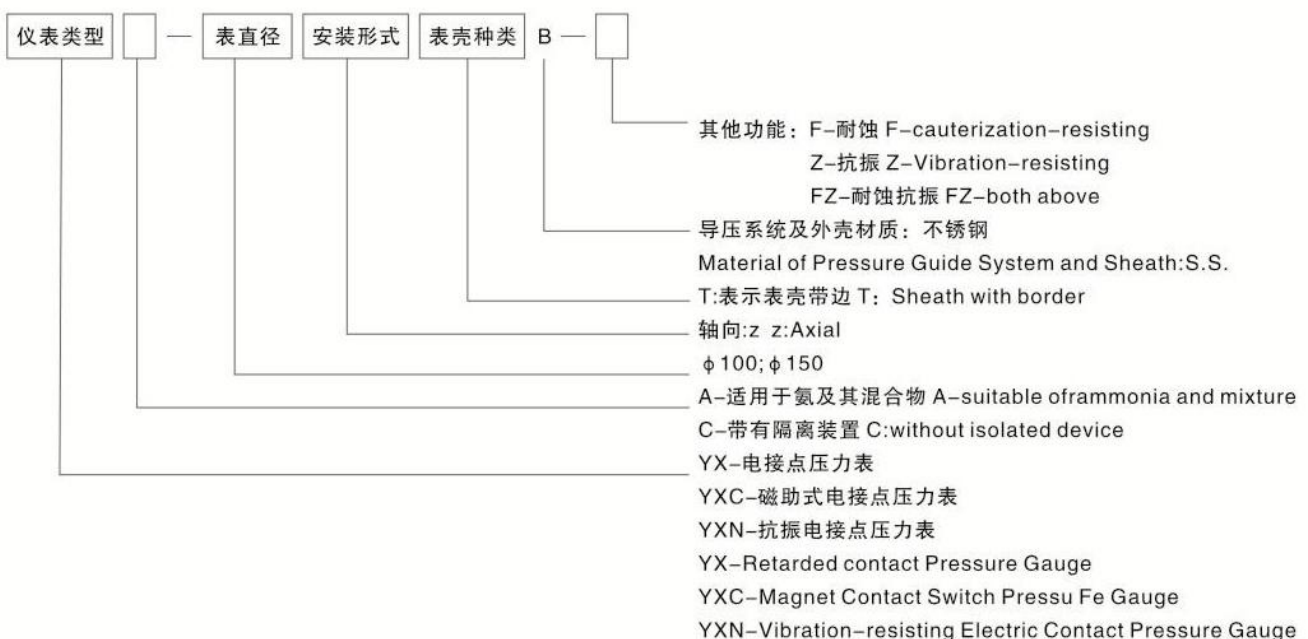 仪表类型 — 表直径 安装形式 表壳种类 B —
其他功能：F-耐蚀 F-cauterization-resisting
Z-抗振 Z-Vibration-resisting
FZ-耐蚀抗振 FZ-both above
导压系统及外壳材质：不锈钢
Material of Pressure Guide System and Sheath:S.S.
T:表示表壳带边 T：Sheath with border
轴向:z z:Axial
ϕ100;ϕ150
A-适用于氨及其混合物 A-suitable oframmonia and mixture
C-带有隔离装置 C:without isolated device
YX-电接点压力表
YXC-磁助式电接点压力表
YXN-抗振电接点压力表
YX-Retarded contact Pressure Gauge
YXC-Magnet Contact Switch Pressu Fe Gauge
YXN-Vibration-resisting Electric Contact Pressure Gauge